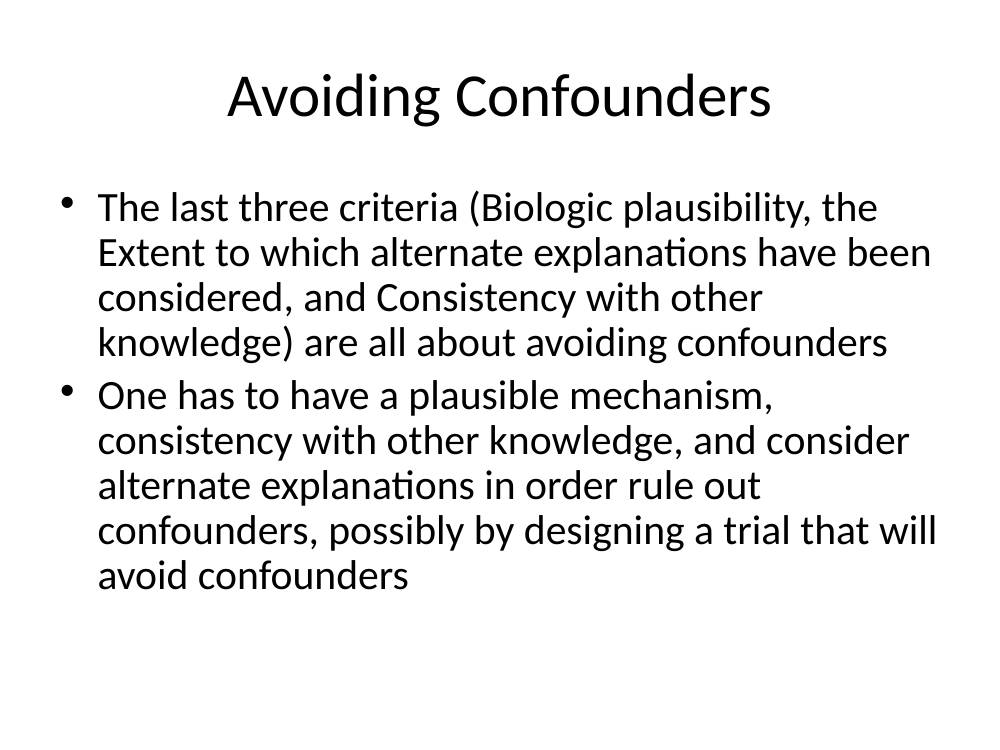 Avoiding Confounders
• The last three criteria (Biologic plausibility, the
Extent to which alternate explanations have been
considered, and Consistency with other
knowledge) are all about avoiding confounders
• One has to have a plausible mechanism,
consistency with other knowledge, and consider
alternate explanations in order rule out
confounders, possibly by designing a trial that will
avoid confounders